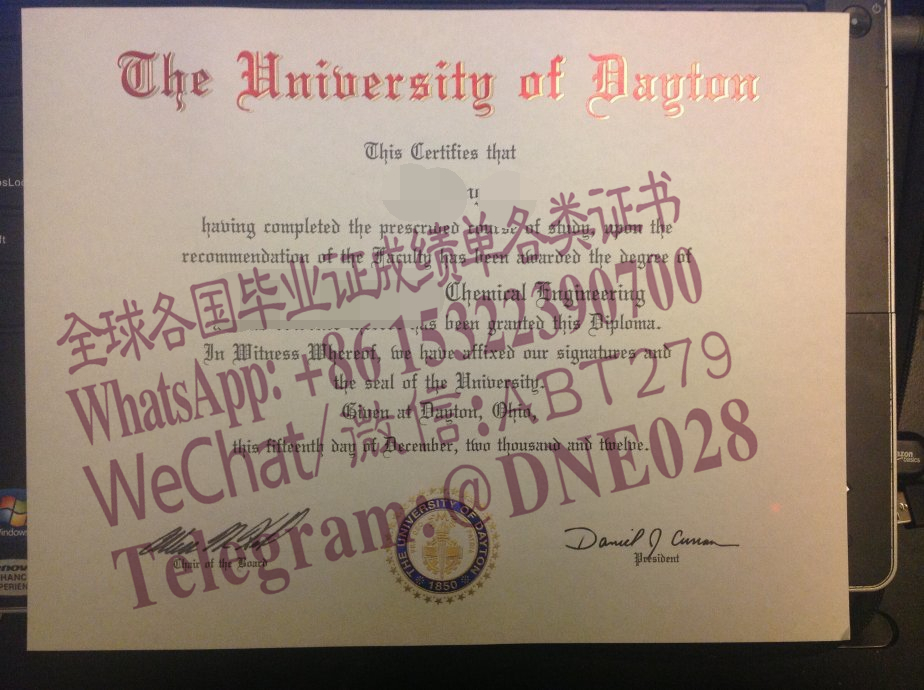 The University of Dayton
This Certifies that
y
having completed the prescribed course of study, upon the
recommendation of the Faculty has been awarded the degree of
Chemical Engineering
has been granted this Diploma.
In Witness Whereof, we have affixed our signatures and
the seal of the University.
Given at Dayton, Ohio,
this fifteenth day of December, two thousand and twelve.
全球各国毕业证成绩单各类证书
WhatsApp: +86 15322390700
WeChat/微信:ABT279
Telegram: @DNE028
THE UNIVERSITY OF DAYTON
1850
Chair of the Board
Daniel J. Curran
President
Windows